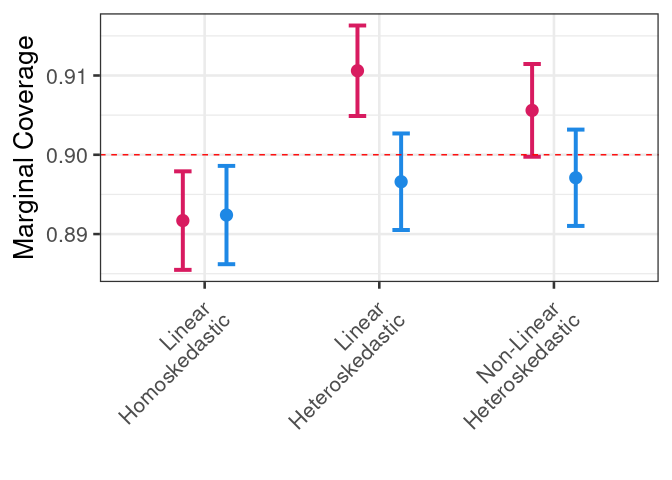 Marginal Coverage
0.91
0.90
0.89
Linear
Homoskedastic
Linear
Heteroskedastic
Non-Linear
Heteroskedastic